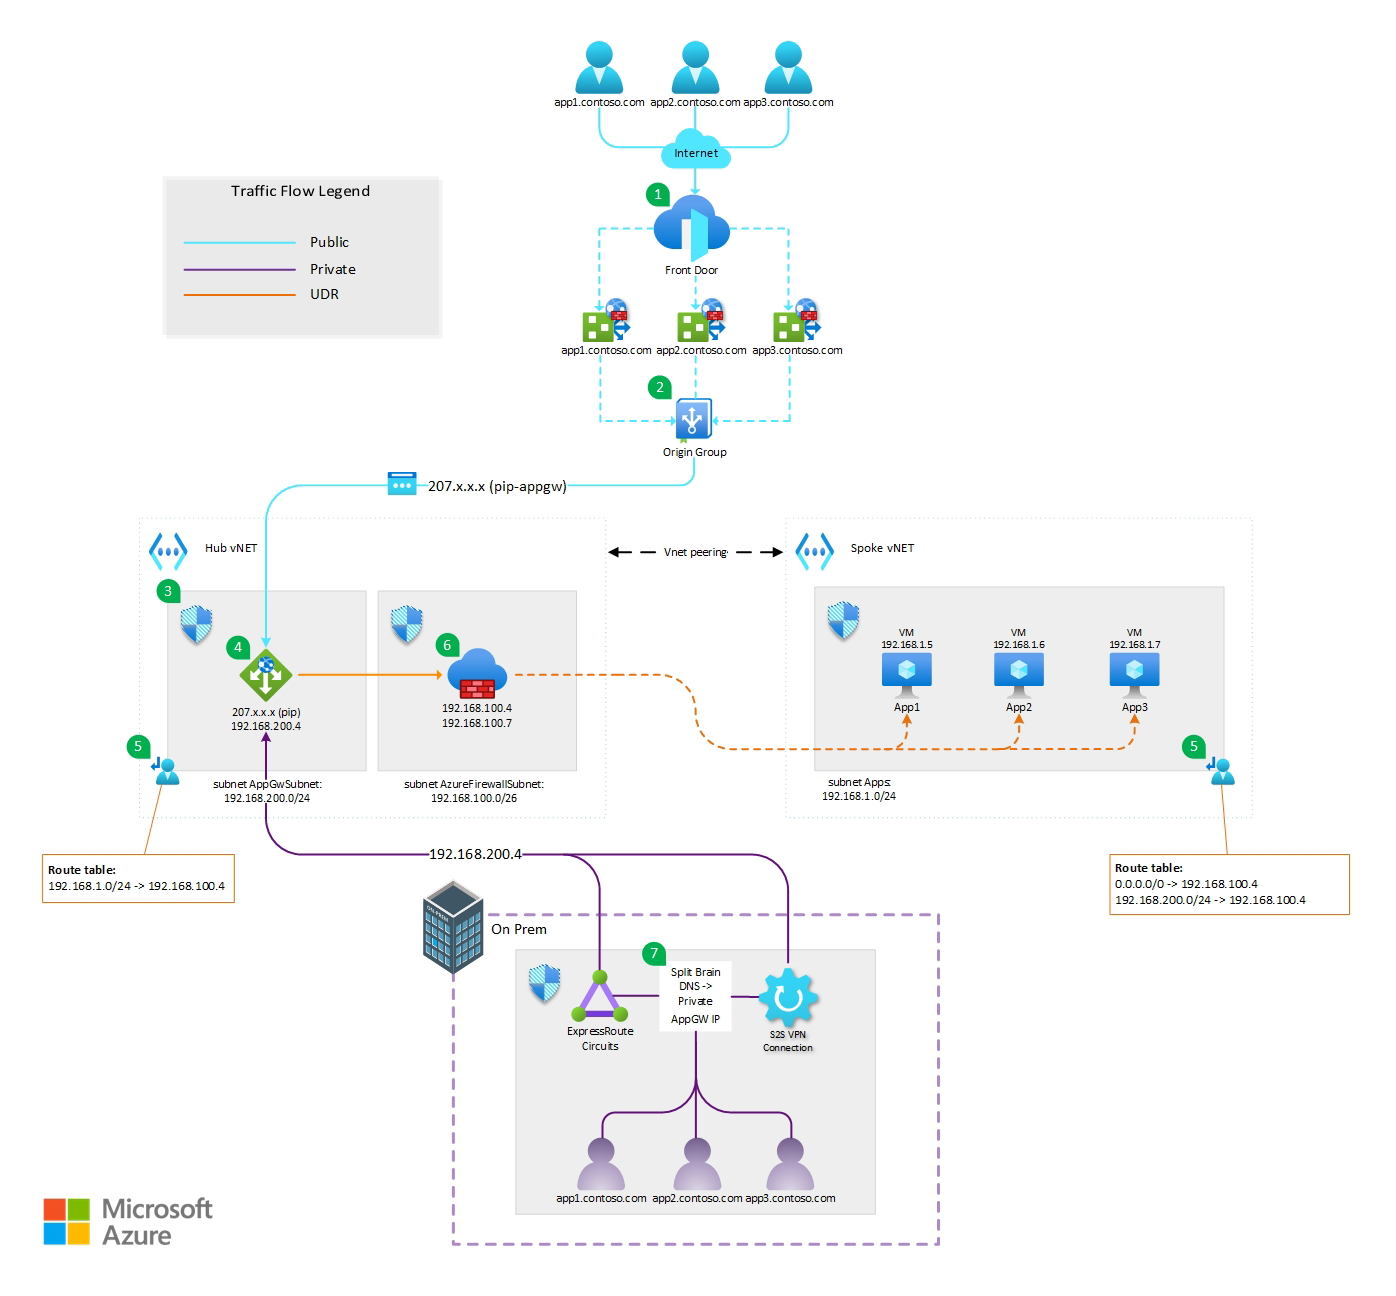 app1.contoso.com
app2.contoso.com
app3.contoso.com
Internet
Traffic Flow Legend
Public
Private
UDR
1
Front Door
app1.contoso.com
app2.contoso.com
app3.contoso.com
2
Origin Group
207.x.x.x (pip-appgw)
Hub vNET
Vnet peering
Spoke vNET
3
4
207.x.x.x (pip)
192.168.200.4
6
192.168.100.4
192.168.100.7
VM
192.168.1.5
App1
VM
192.168.1.6
App2
VM
192.168.1.7
App3
5
subnet AppGwSubnet:
192.168.200.0/24
subnet AzureFirewallSubnet:
192.168.100.0/26
subnet Apps:
192.168.1.0/24
5
Route table:
192.168.1.0/24 -> 192.168.100.4
192.168.200.4
Route table:
0.0.0.0/0 -> 192.168.100.4
192.168.200.0/24 -> 192.168.100.4
ON-PREM
On Prem
7
Split Brain
DNS ->
Private
AppGW IP
ExpressRoute
Circuits
S2S VPN
Connection
app1.contoso.com
app2.contoso.com
app3.contoso.com
Microsoft
Azure